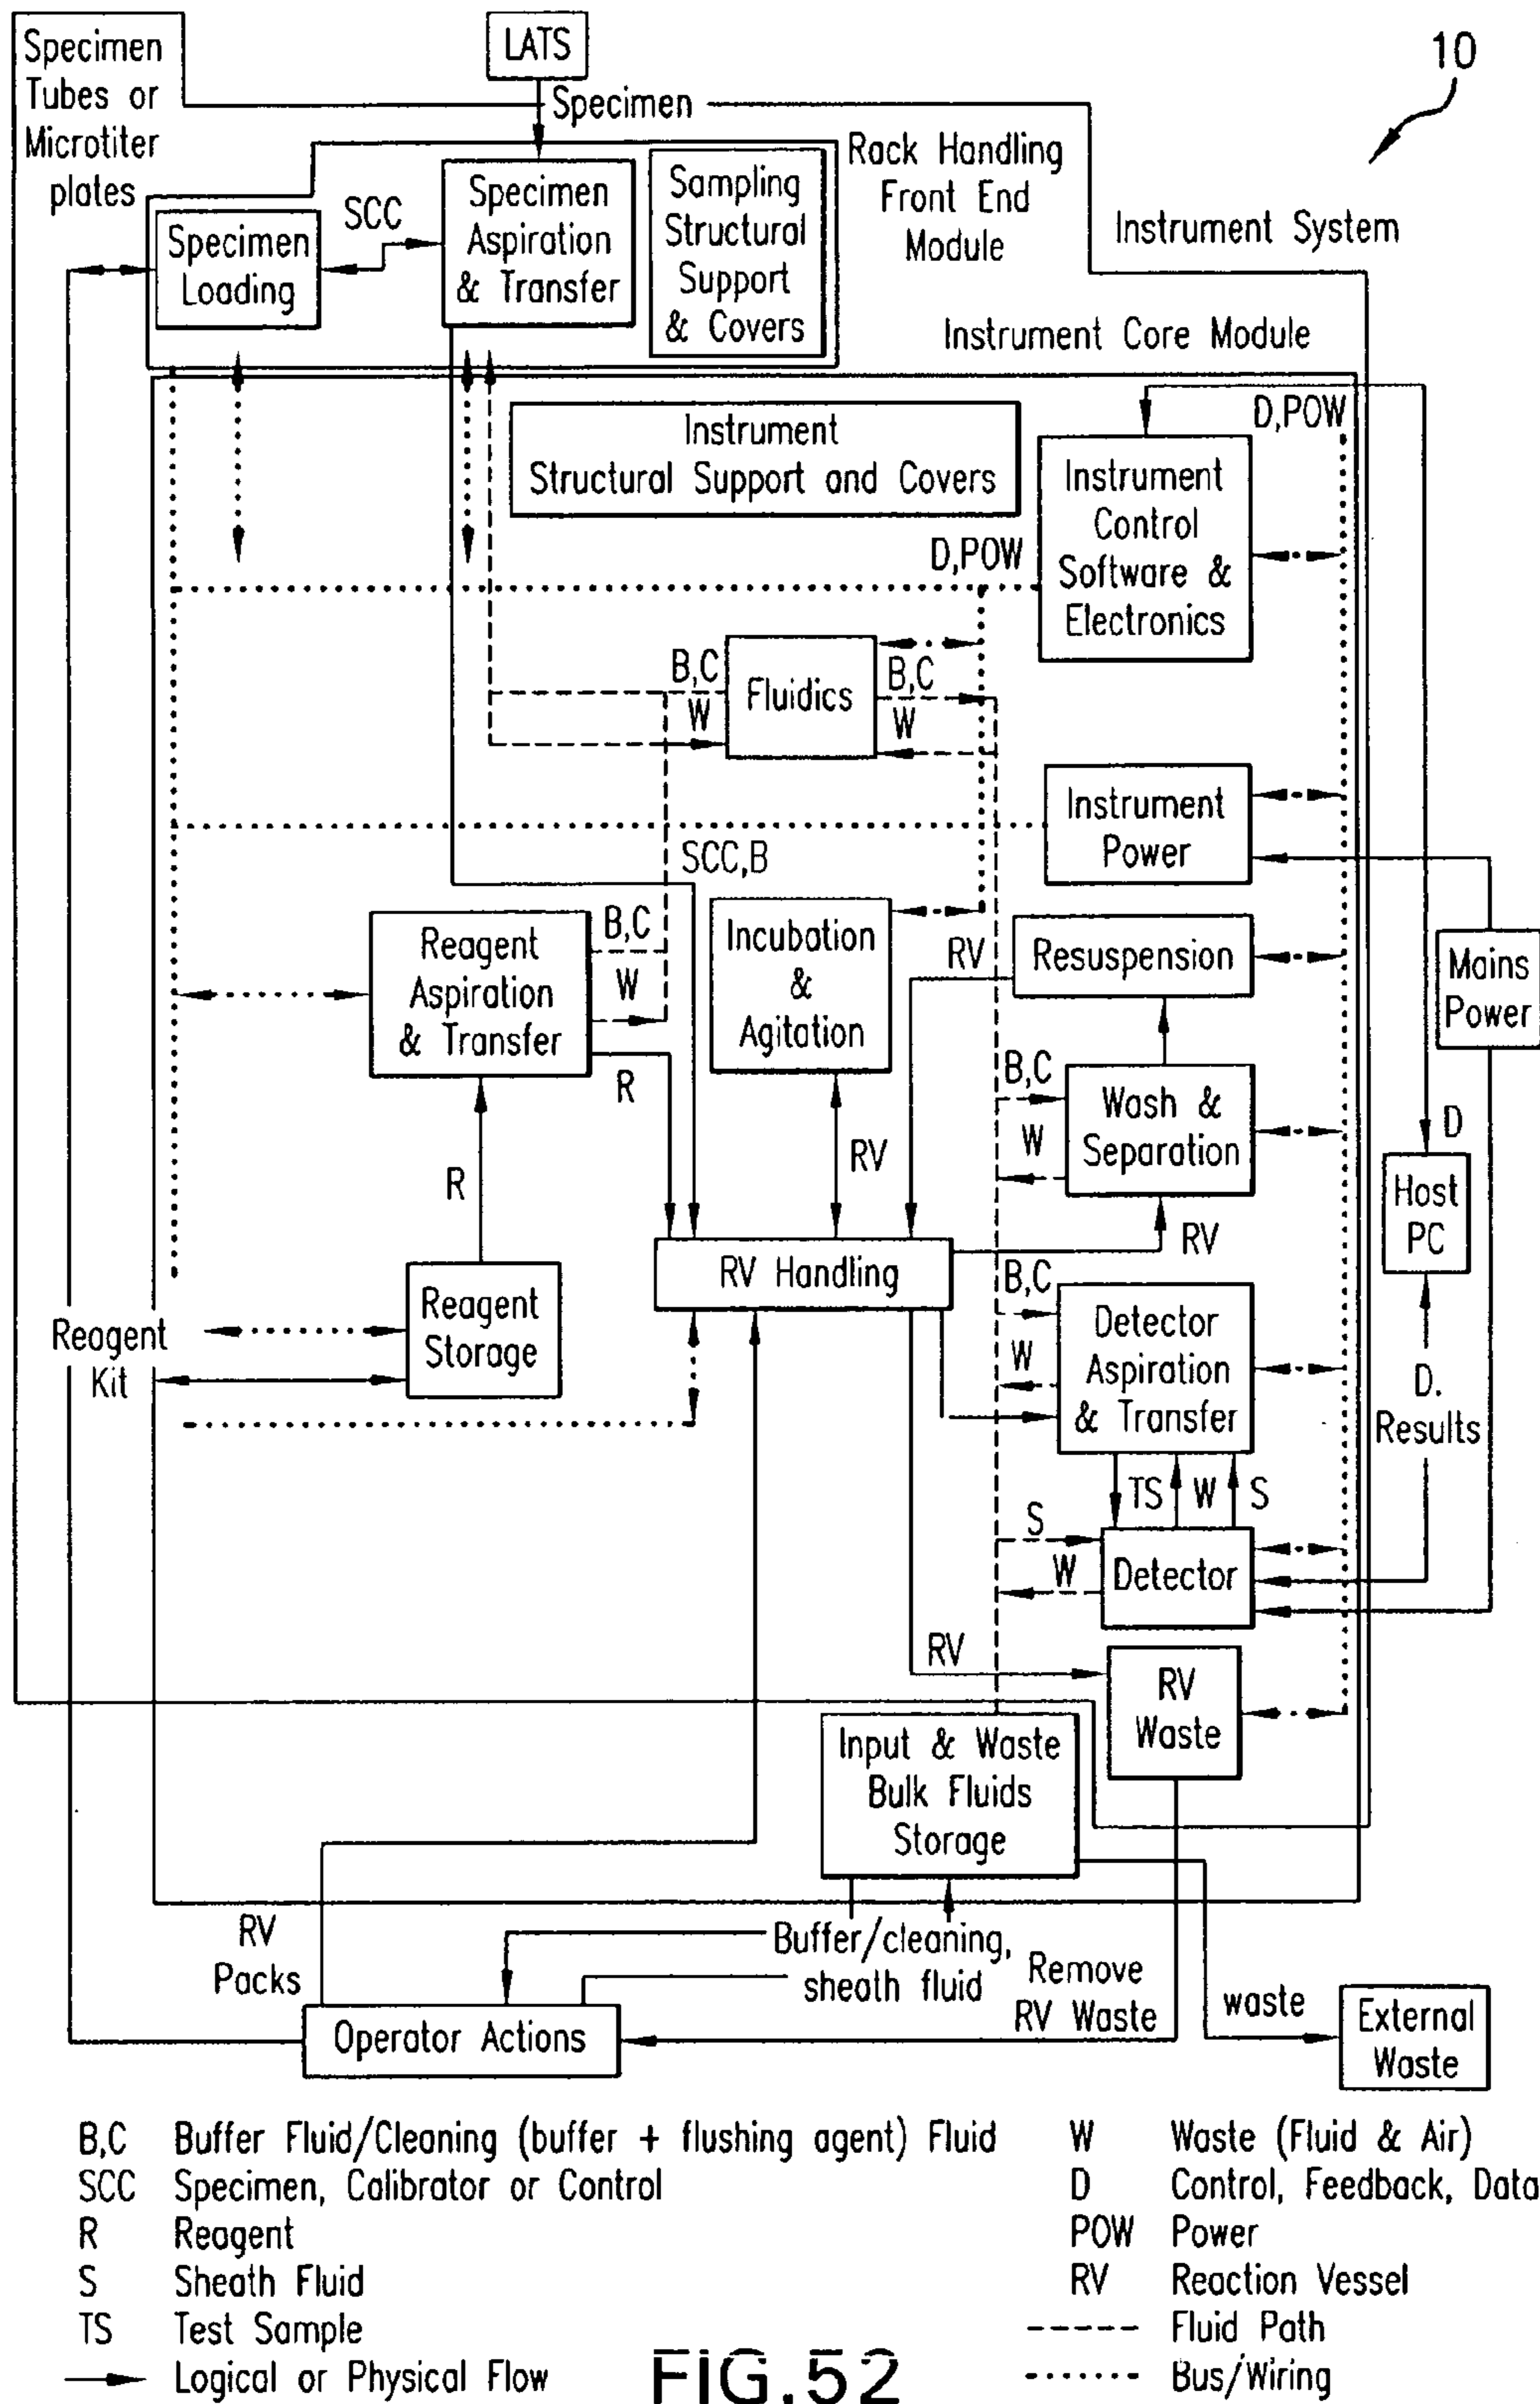 Specimen
Tubes or
Microtiter
plates
LATS
Specimen
10
Rack Handling
Front End
Module
Instrument System
Specimen
Loading
SCC
Specimen
Aspiration
& Transfer
Sampling
Structural
Support
& Covers
Instrument Core Module
Instrument
Structural Support and Covers
D,POW
Instrument
Control
Software &
Electronics
D,POW
B,C
W
Fluidics
B,C
W
Instrument
Power
SCC,B
Reagent
Aspiration
& Transfer
B,C
W
R
Incubation
&
Agitation
RV
Resuspension
Mains
Power
B,C
W
Wash &
Separation
D
R
RV
RV
Host
PC
RV Handling
Reagent
Kit
Reagent
Storage
B,C
W
Detector
Aspiration
& Transfer
D.
Results
TS
W
S
S
W
Detector
RV
RV
Waste
Input & Waste
Bulk Fluids
Storage
RV
Packs
Buffer/cleaning,
sheath fluid
Remove
RV Waste
waste
Operator Actions
External
Waste
B,C Buffer Fluid/Cleaning (buffer + flushing agent) Fluid
SCC Specimen, Calibrator or Control
R Reagent
S Sheath Fluid
TS Test Sample
Logical or Physical Flow
W Waste (Fluid & Air)
D Control, Feedback, Data
POW Power
RV Reaction Vessel
Fluid Path
Bus/Wiring
FIG.52